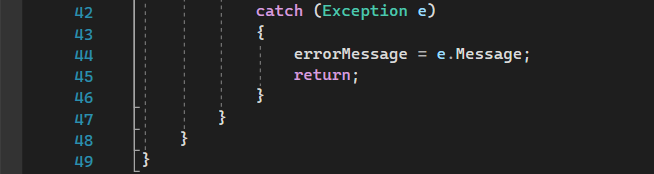 42 catch (Exception e)
43 {
44 errorMessage = e.Message;
45 return;
46 }
47 }
48 }
49 }